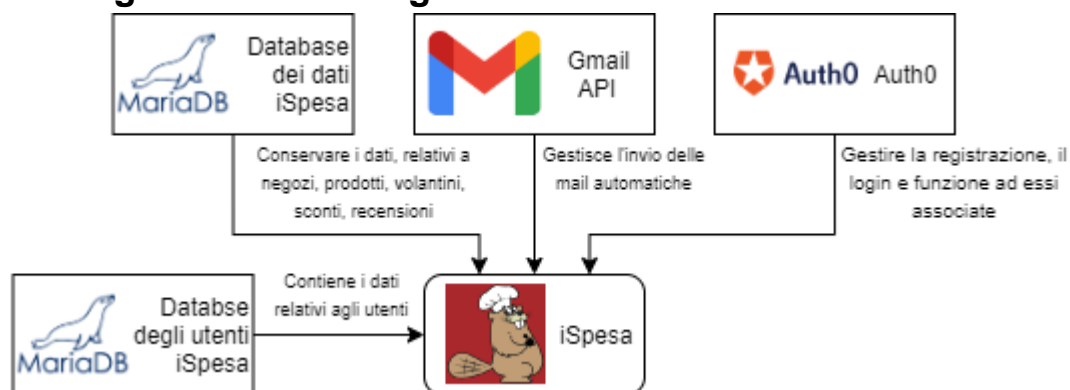 MariaDB
Database
dei dati
iSpesa
Gmail
API
Auth0
Auth0
Conservare i dati, relativi a
negozi, prodotti, volantini,
sconti, recensioni
Gestisce l'invio delle
mail automatiche
Gestire la registrazione, il
login e funzione ad essi
associate
MariaDB
Databse
degli utenti
iSpesa
Contiene i dati
relativi agli utenti
iSpesa